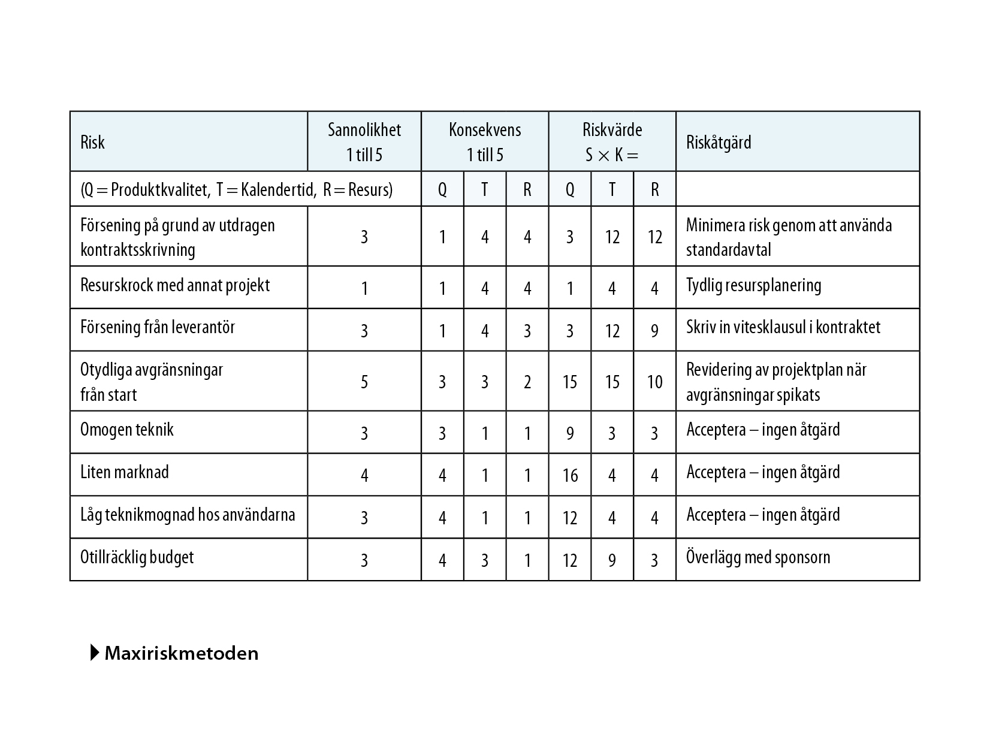 Risk Sannolikhet 1 till 5 Konsekvens 1 till 5 Riskvärde S × K = Riskåtgärd
(Q = Produktkvalitet, T = Kalendertid, R = Resurs) Q T R Q T R
Försening på grund av utdragen kontraktsskrivning 3 1 4 4 3 12 12 Minimera risk genom att använda standardavtal
Resurskrock med annat projekt 1 1 4 4 1 4 4 Tydlig resursplanering
Försening från leverantör 3 1 4 3 3 12 9 Skriv in vitesklausul i kontraktet
Otydliga avgränsningar från start 5 3 3 2 15 15 10 Revidering av projektplan när avgränsningar spikats
Omogen teknik 3 3 1 1 9 3 3 Acceptera – ingen åtgärd
Liten marknad 4 4 1 1 16 4 4 Acceptera – ingen åtgärd
Låg teknikmognad hos användarna 3 4 1 1 12 4 4 Acceptera – ingen åtgärd
Otillräcklig budget 3 4 3 1 12 9 3 Överlägg med sponsorn
Maxiriskmetoden